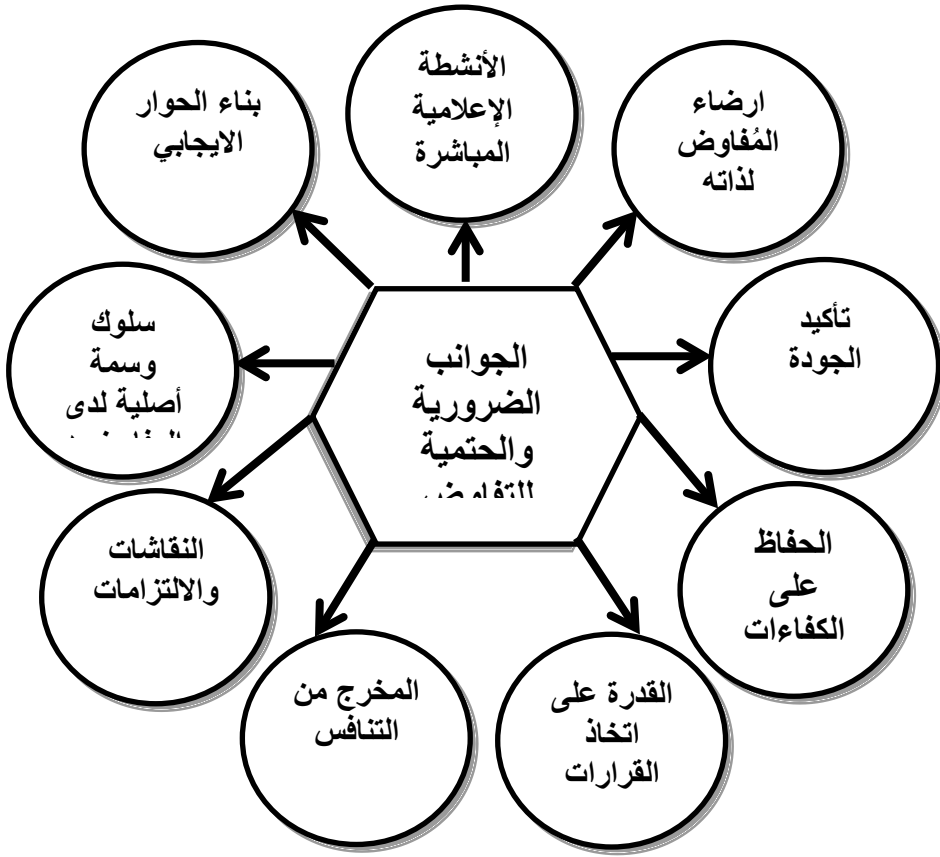 الأنشطة
الإعلامية
المباشرة
ارضاء
المُفاوض
لذاته
بناء الحوار
الايجابي
تأكيد
الجودة
سلوك
وسمة
أصلية لدى
الجوانب
الضرورية
والحتمية
للتفاوض
الحفاظ
على
الكفاءات
النقاشات
والالتزامات
القدرة على
اتخاذ
القرارات
المخرج من
التنافس